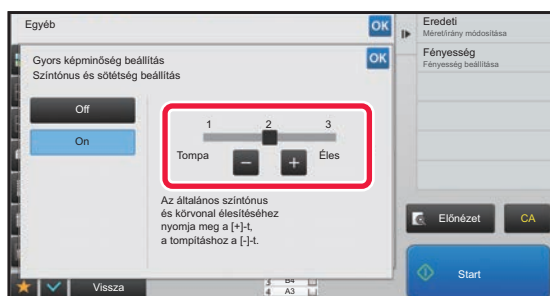 Egyéb
OK
Gyors képminőség beállítás
Színtónus és sötétség beállítás
OK
Off
On
1 2 3
Tompa − + Éles
Az általános színtónus
és körvonal élesítéséhez
nyomja meg a [+]-t,
a tompításhoz a [-]-t.
Vissza
3 B4
4 A3
Eredeti
Méret/irány módosítása
Fényesség
Fényesség beállítása
Előnézet
CA
Start